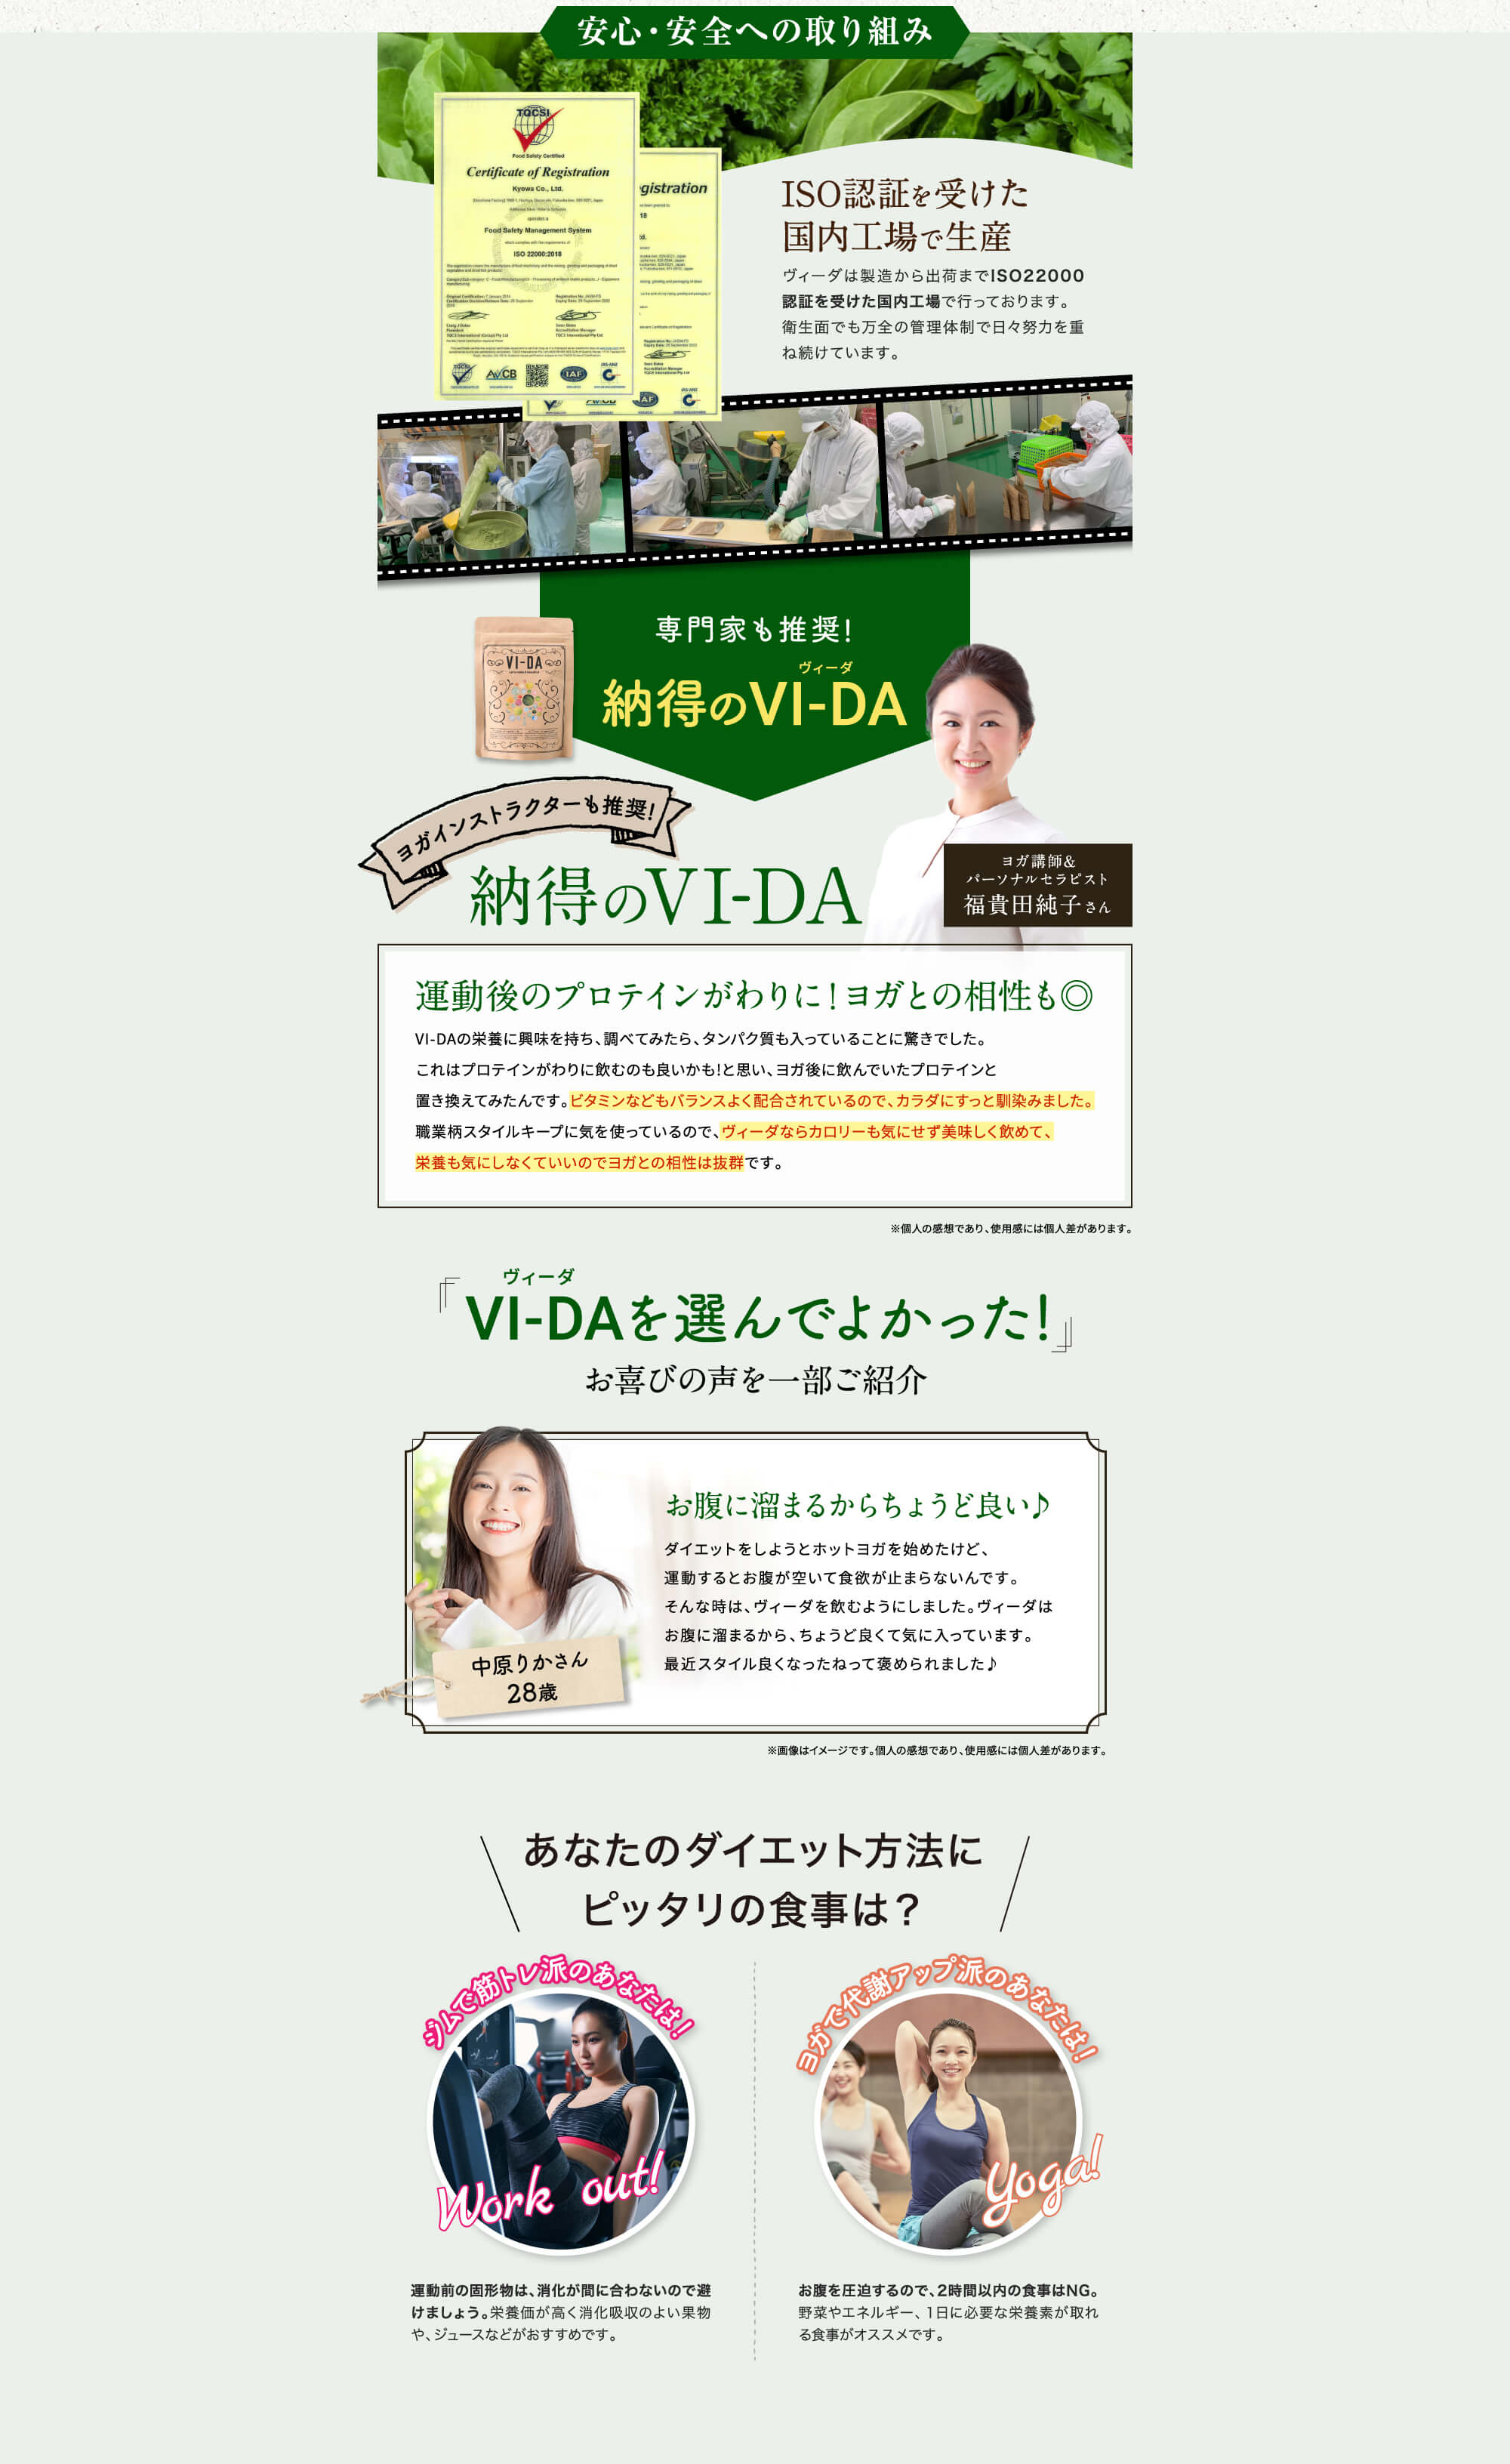 安心・安全への取り組み
TQCSI
Food Safety Certified
Certificate of Registration
Kyowa Co., Ltd.
Food Safety Management System
ISO 22000:2018
gistration
18
ISO認証を受けた
国内工場で生産
ヴィーダは製造から出荷までISO22000
認証を受けた国内工場で行っております。
衛生面でも万全の管理体制で日々努力を重
ね続けています。
専門家も推奨!
ヴィーダ
納得のVI-DA
VI-DA
ヨガインストラクターも推奨!
納得のVI-DA
ヨガ講師&
パーソナルセラピスト
福貴田純子さん
運動後のプロテインがわりに!ヨガとの相性も◎
VI-DAの栄養に興味を持ち、調べてみたら、タンパク質も入っていることに驚きでした。
これはプロテインがわりに飲むのも良いかも!と思い、ヨガ後に飲んでいたプロテインと
置き換えてみたんです。ビタミンなどもバランスよく配合されているので、カラダにすっと馴染みました。
職業柄スタイルキープに気を使っているので、ヴィーダならカロリーも気にせず美味しく飲めて、
栄養も気にしなくていいのでヨガとの相性は抜群です。
※個人の感想であり、使用感には個人差があります。
ヴィーダ
『VI-DAを選んでよかった!』
お喜びの声を一部ご紹介
お腹に溜まるからちょうど良い♪
ダイエットをしようとホットヨガを始めたけど、
運動するとお腹が空いて食欲が止まらないんです。
そんな時は、ヴィーダを飲むようにしました。ヴィーダは
お腹に溜まるから、ちょうど良くて気に入っています。
最近スタイル良くなったねって褒められました♪
中原りかさん
28歳
※画像はイメージです。個人の感想であり、使用感には個人差があります。
あなたのダイエット方法に
ピッタリの食事は?
ジムで筋トレ派のあなたは!
Work out!
運動前の固形物は、消化が間に合わないので避
けましょう。栄養価が高く消化吸収のよい果物
や、ジュースなどがおすすめです。
ヨガで代謝アップ派のあなたは!
Yoga!
お腹を圧迫するので、2時間以内の食事はNG。
野菜やエネルギー、1日に必要な栄養素が取れ
る食事がオススメです。